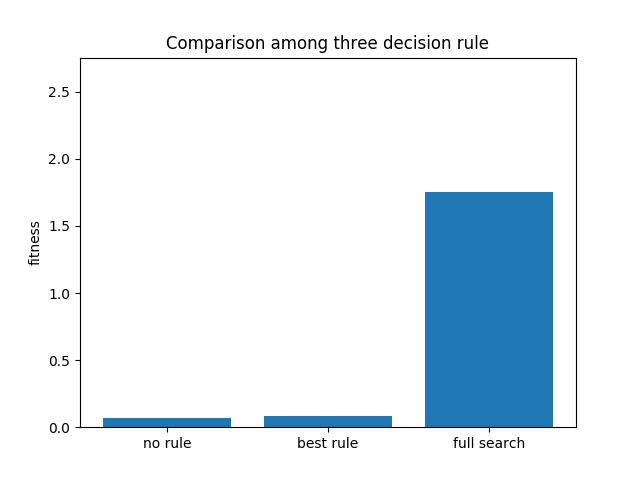 Comparison among three decision rule
2.5
2.0
1.5
1.0
0.5
0.0
fitness
no rule best rule full search